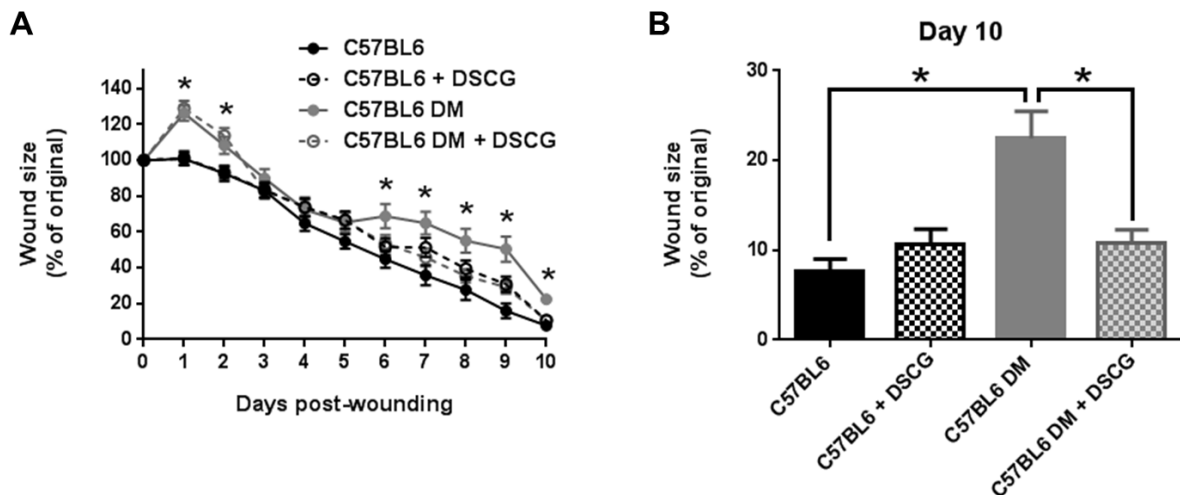 A
C57BL6
C57BL6 + DSCG
C57BL6 DM
C57BL6 DM + DSCG
Wound size
(% of original)
140
120
100
80
60
40
20
0
* * * * * * *
0 1 2 3 4 5 6 7 8 9 10
Days post-wounding
B
Day 10
Wound size
(% of original)
30
20
10
0
* *
C57BL6
C57BL6 + DSCG
C57BL6 DM
C57BL6 DM + DSCG